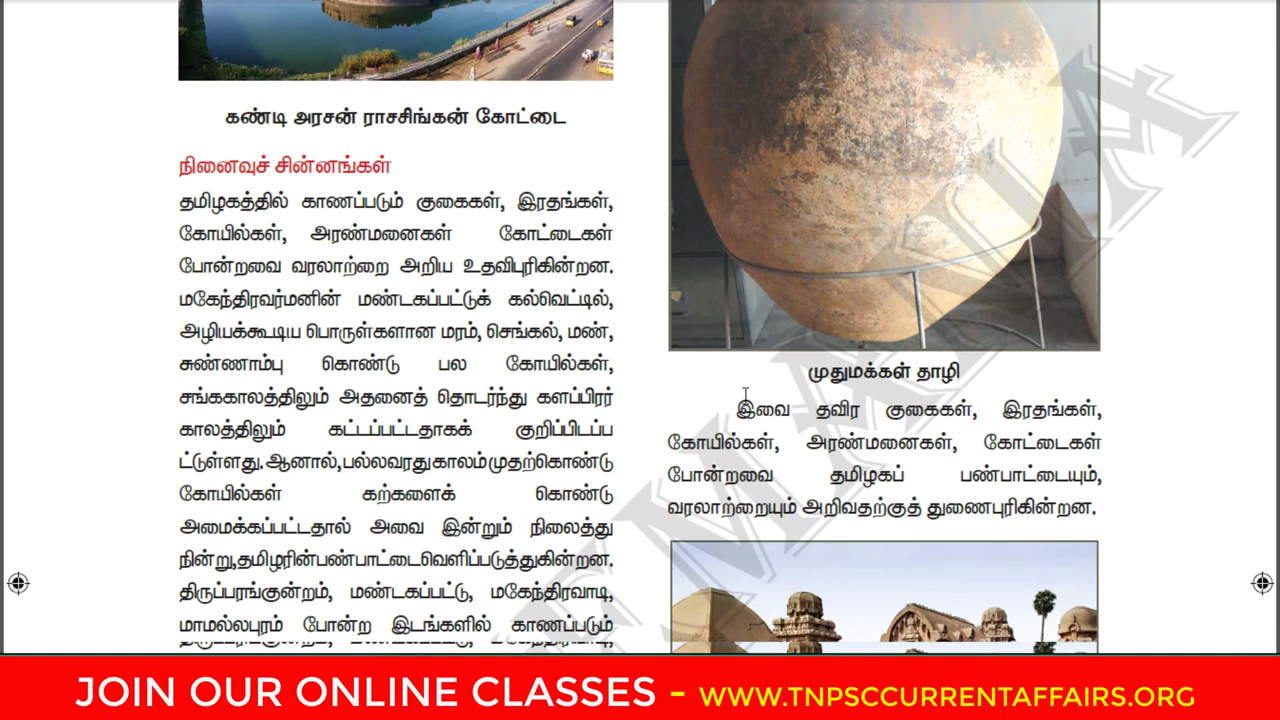 கண்டி அரசன் ராசசிங்கன் கோட்டை
நினைவுச் சின்னங்கள்
தமிழகத்தில் காணப்படும் குகைகள், இரதங்கள்,
கோயில்கள், அரண்மனைகள் கோட்டைகள்
போன்றவை வரலாற்றை அறிய உதவிபுரிகின்றன.
மகேந்திரவர்மனின் மண்டகப்பட்டுக் கல்வெட்டில்,
அழியக்கூடிய பொருள்களான மரம், செங்கல், மண்,
சுண்ணாம்பு கொண்டு பல கோயில்கள்,
சங்ககாலத்திலும் அதனைத் தொடர்ந்து களப்பிரர்
காலத்திலும் கட்டப்பட்டதாகக் குறிப்பிடப்ப
ட்டுள்ளது. ஆனால், பல்லவரது காலம் முதற்கொண்டு
கோயில்கள் கற்களைக் கொண்டு
அமைக்கப்பட்டதால் அவை இன்றும் நிலைத்து
நின்று, தமிழரின் பண்பாட்டை வெளிப்படுத்துகின்றன.
திருப்பரங்குன்றம், மண்டகப்பட்டு, மகேந்திரவாடி,
மாமல்லபுரம் போன்ற இடங்களில் காணப்படும்
முதுமக்கள் தாழி
இவை தவிர குகைகள், இரதங்கள்,
கோயில்கள், அரண்மனைகள், கோட்டைகள்
போன்றவை தமிழகப் பண்பாட்டையும்,
வரலாற்றையும் அறிவதற்குத் துணைபுரிகின்றன.
JOIN OUR ONLINE CLASSES - WWW.TNPSCCURRENTAFFAIRS.ORG